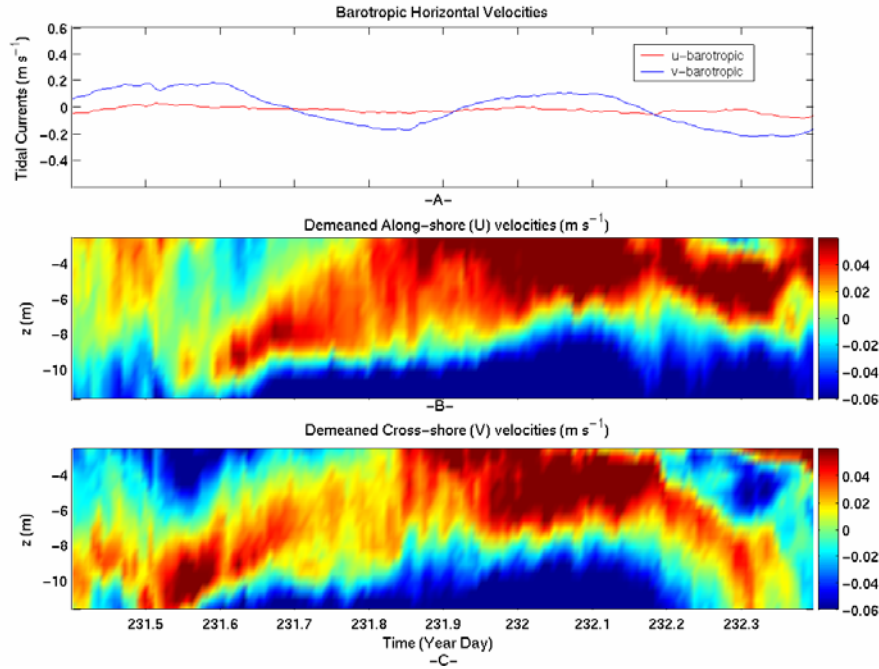 Barotropic Horizontal Velocities
Tidal Currents (m s⁻¹)
0.6
0.4
0.2
0
−0.2
−0.4
u−barotropic
v−barotropic
−A−
Demeaned Along−shore (U) velocities (m s⁻¹)
z (m)
−4
−6
−8
−10
0.04
0.02
0
−0.02
−0.04
−0.06
−B−
Demeaned Cross−shore (V) velocities (m s⁻¹)
z (m)
−4
−6
−8
−10
0.04
0.02
0
−0.02
−0.04
−0.06
231.5 231.6 231.7 231.8 231.9 232 232.1 232.2 232.3
Time (Year Day)
−C−